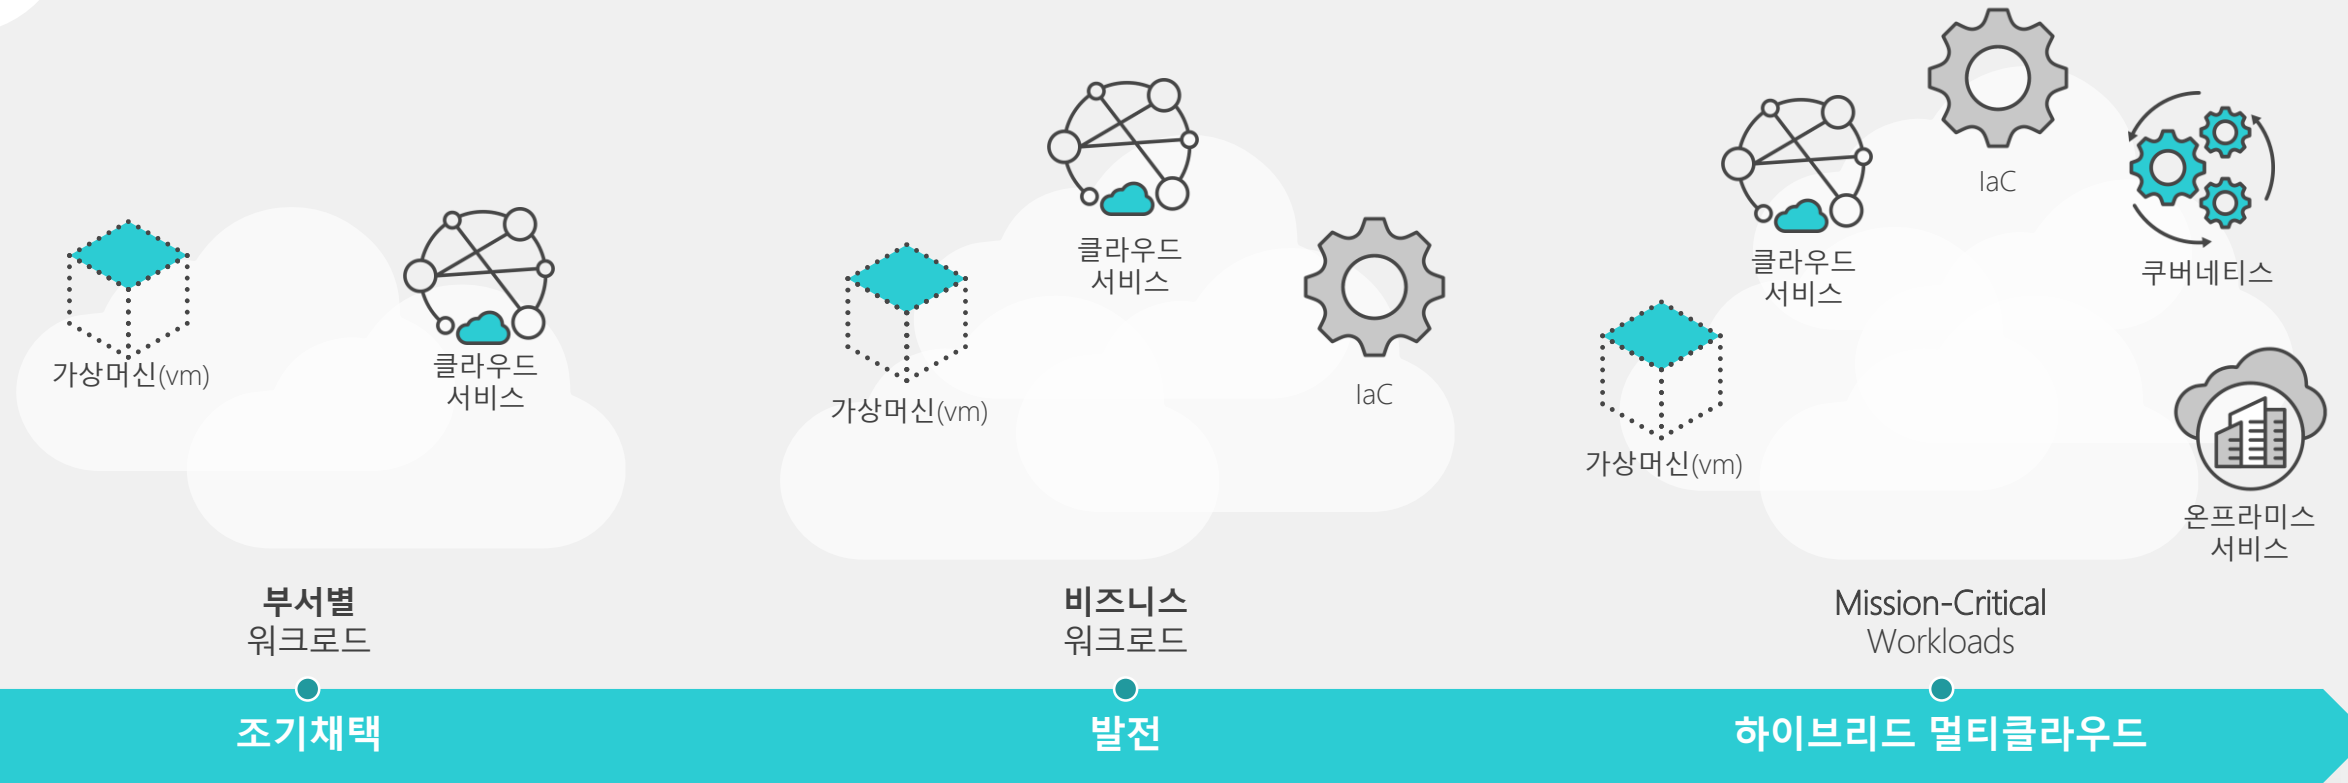 가상머신(vm)
클라우드
서비스
부서별
워크로드
조기채택
가상머신(vm)
클라우드
서비스
IaC
비즈니스
워크로드
발전
가상머신(vm)
클라우드
서비스
IaC
쿠버네티스
온프라미스
서비스
Mission-Critical
Workloads
하이브리드 멀티클라우드